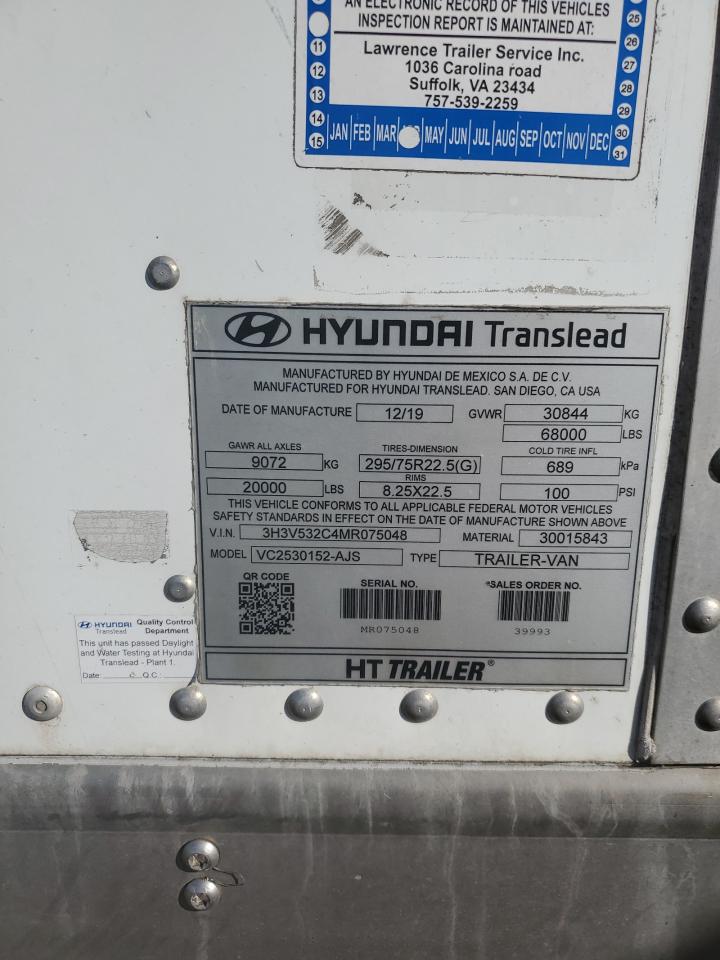 AN ELECTRONIC RECORD OF THIS VEHICLES
INSPECTION REPORT IS MAINTAINED AT:
Lawrence Trailer Service Inc.
1036 Carolina road
Suffolk, VA 23434
757-539-2259
11
12
13
14
15
JAN FEB MAR MAY JUN JUL AUG SEP OCT NOV DEC
25
26
27
28
29
30
31
HYUNDAI Translead
MANUFACTURED BY HYUNDAI DE MEXICO S.A. DE C.V.
MANUFACTURED FOR HYUNDAI TRANSLEAD. SAN DIEGO, CA USA
DATE OF MANUFACTURE 12/19 GVWR 30844 KG
68000 LBS
GAWR ALL AXLES TIRES-DIMENSION COLD TIRE INFL
9072 KG 295/75R22.5(G) 689 kPa
RIMS
20000 LBS 8.25X22.5 100 PSI
THIS VEHICLE CONFORMS TO ALL APPLICABLE FEDERAL MOTOR VEHICLES
SAFETY STANDARDS IN EFFECT ON THE DATE OF MANUFACTURE SHOWN ABOVE
V.I.N. 3H3V532C4MR075048 MATERIAL 30015843
MODEL VC2530152-AJS TYPE TRAILER-VAN
QR CODE SERIAL NO. *SALES ORDER NO.
MR075048 39993
HT TRAILER®
HYUNDAI Translead Quality Control Department
This unit has passed Daylight
and Water Testing at Hyundai
Translead - Plant 1.
Date: Q.C: